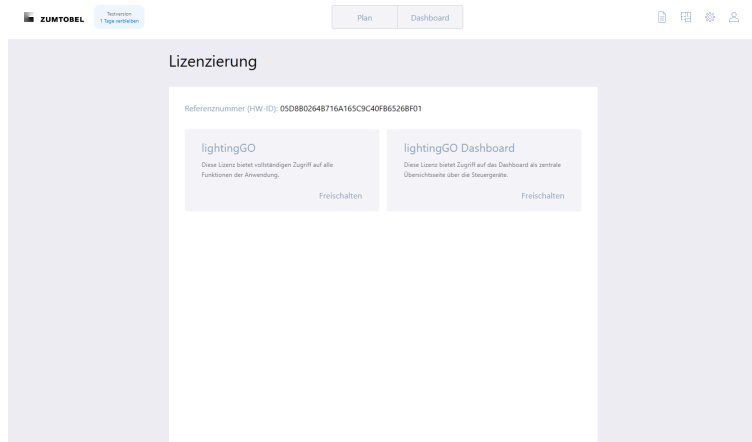 ZUMTOBEL
Testversion
1 Tage verbleiben
Plan
Dashboard
Lizenzierung
Referenznummer (HW-ID): 05D8B0264B716A165C9C40FB6526BF01
lightingGO
Diese Lizenz bietet vollständigen Zugriff auf alle
Funktionen der Anwendung.
Freischalten
lightingGO Dashboard
Diese Lizenz bietet Zugriff auf das Dashboard als zentrale
Übersichtsseite über die Steuergeräte.
Freischalten